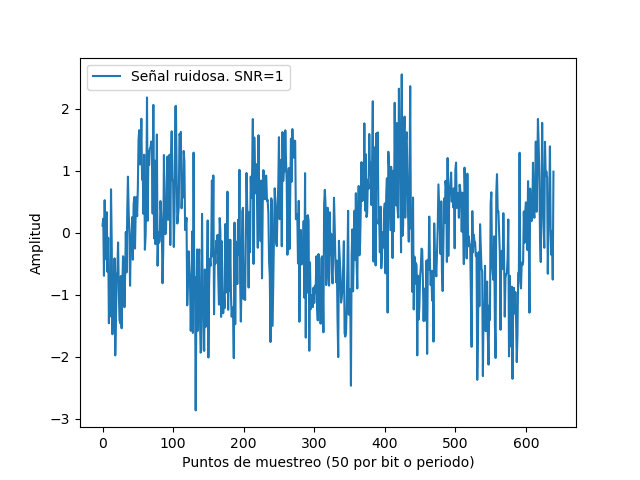 Señal ruidosa. SNR=1
Amplitud
2
1
0
−1
−2
−3
0 100 200 300 400 500 600
Puntos de muestreo (50 por bit o periodo)